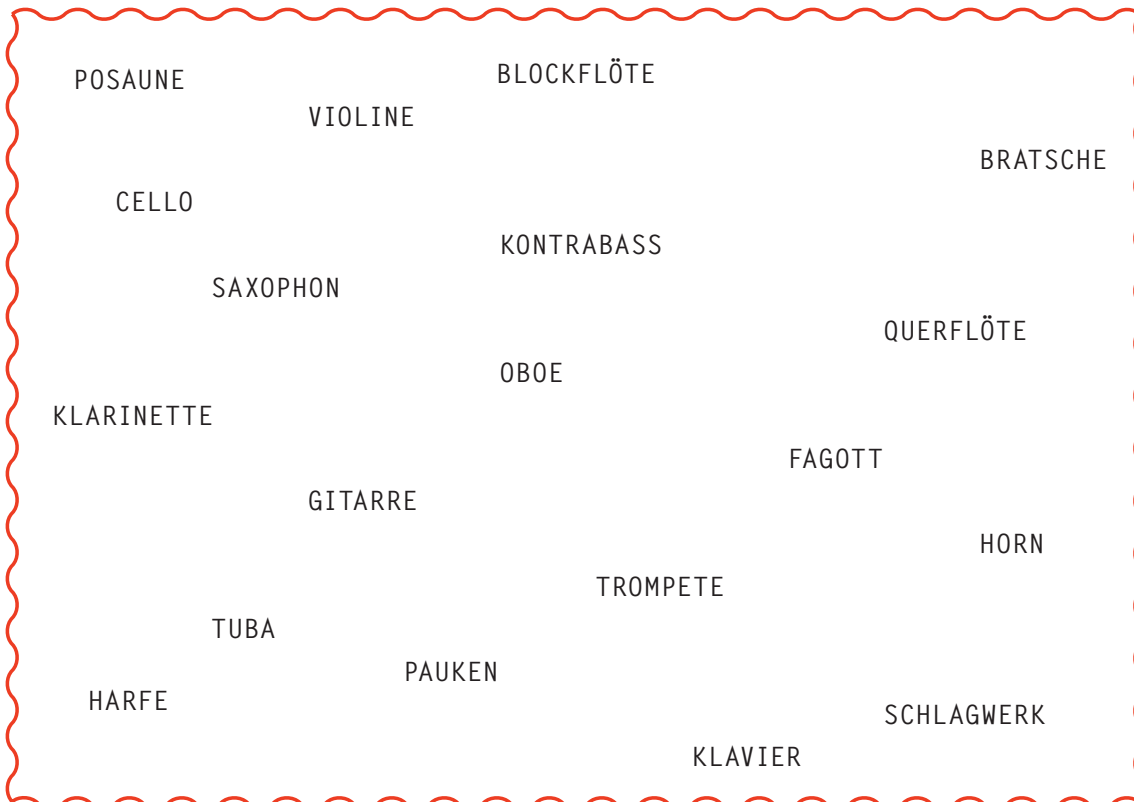 BLOCKFLÖTE
POSAUNE
VIOLINE
BRATSCHE
CELLO
KONTRABASS
SAXOPHON
QUERFLÖTE
OBOE
KLARINETTE
FAGOTT
GITARRE
HORN
TROMPETE
TUBA
PAUKEN
HARFE
SCHLAGWERK
KLAVIER